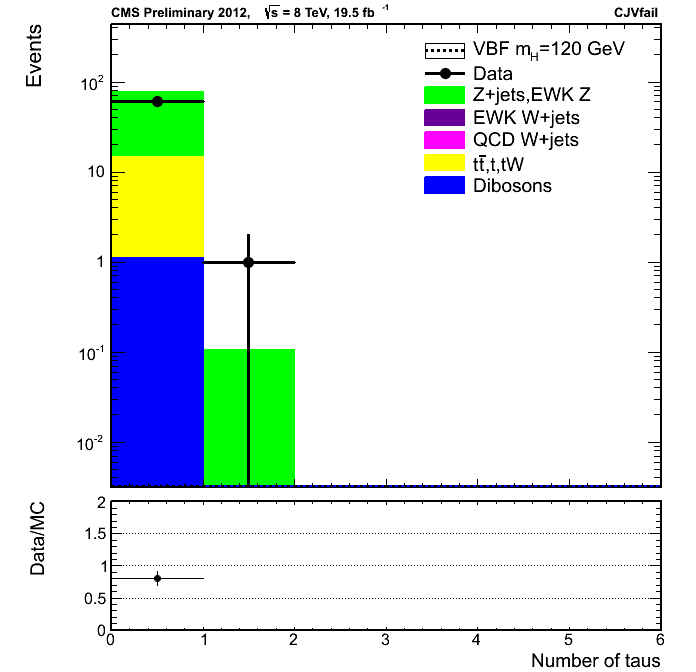 CMS Preliminary 2012, √s = 8 TeV, 19.5 fb⁻¹ CJVfail
Events
VBF m_H=120 GeV
Data
Z+jets,EWK Z
EWK W+jets
QCD W+jets
tt̄,t,tW
Dibosons
10²
10
1
10⁻¹
10⁻²
Data/MC
2
1.5
1
0.5
0
0 1 2 3 4 5 6
Number of taus